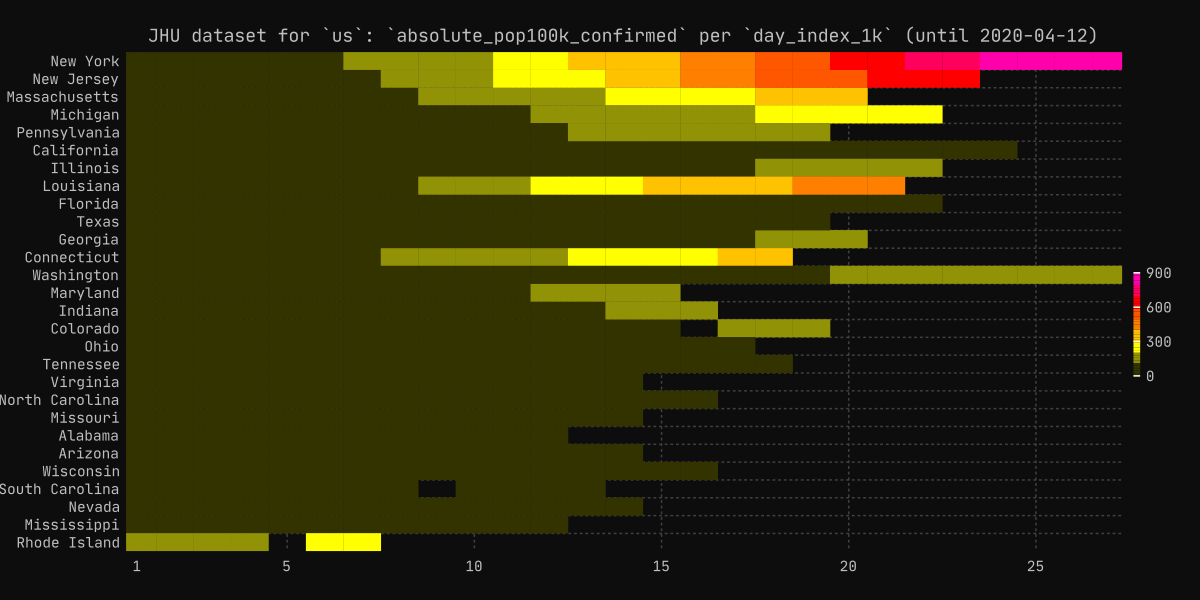 JHU dataset for `us`: `absolute_pop100k_confirmed` per `day_index_1k` (until 2020-04-12)
New York
New Jersey
Massachusetts
Michigan
Pennsylvania
California
Illinois
Louisiana
Florida
Texas
Georgia
Connecticut
Washington
Maryland
Indiana
Colorado
Ohio
Tennessee
Virginia
North Carolina
Missouri
Alabama
Arizona
Wisconsin
South Carolina
Nevada
Mississippi
Rhode Island
1 5 10 15 20 25
900
600
300
0